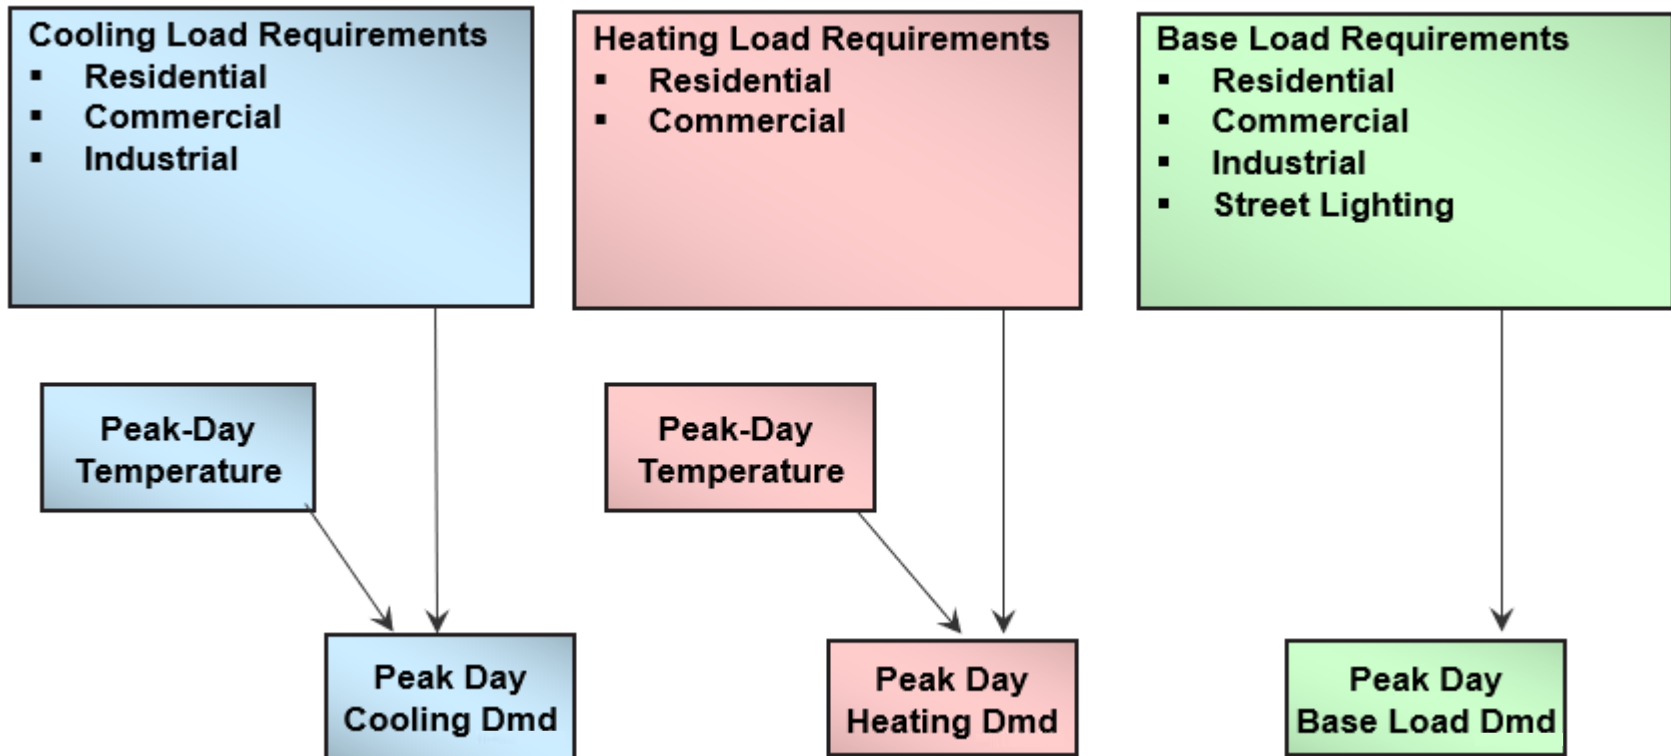 Cooling Load Requirements
▪ Residential
▪ Commercial
▪ Industrial
Heating Load Requirements
▪ Residential
▪ Commercial
Base Load Requirements
▪ Residential
▪ Commercial
▪ Industrial
▪ Street Lighting
Peak-Day
Temperature
Peak-Day
Temperature
Peak Day
Cooling Dmd
Peak Day
Heating Dmd
Peak Day
Base Load Dmd